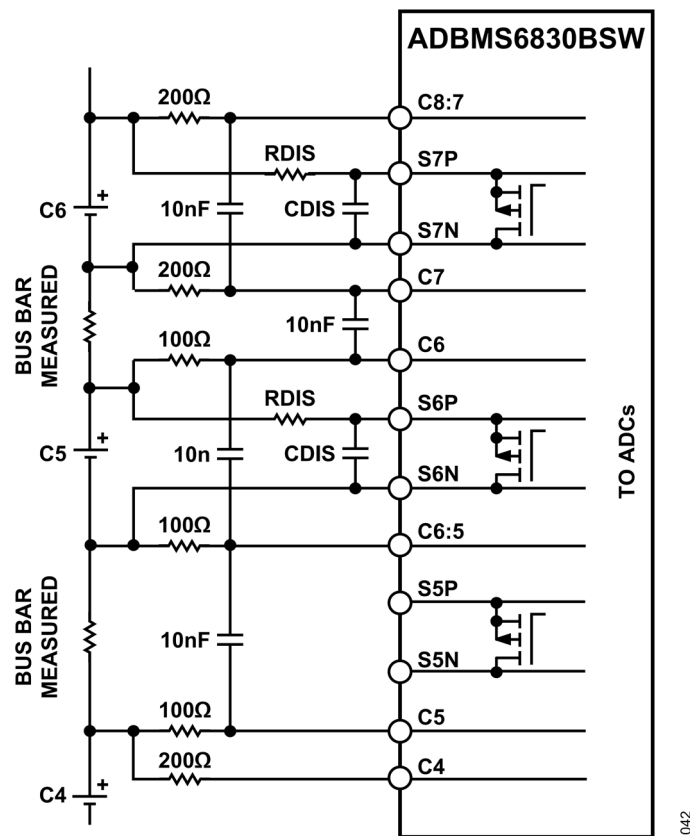 ADBMS6830BSW
200Ω
C8:7
RDIS
S7P
C6
+
10nF
CDIS
S7N
200Ω
C7
BUS BAR
MEASURED
10nF
100Ω
C6
RDIS
S6P
C5
+
10n
CDIS
S6N
TO ADCs
100Ω
C6:5
S5P
BUS BAR
MEASURED
10nF
S5N
100Ω
C5
200Ω
C4
C4
+
042